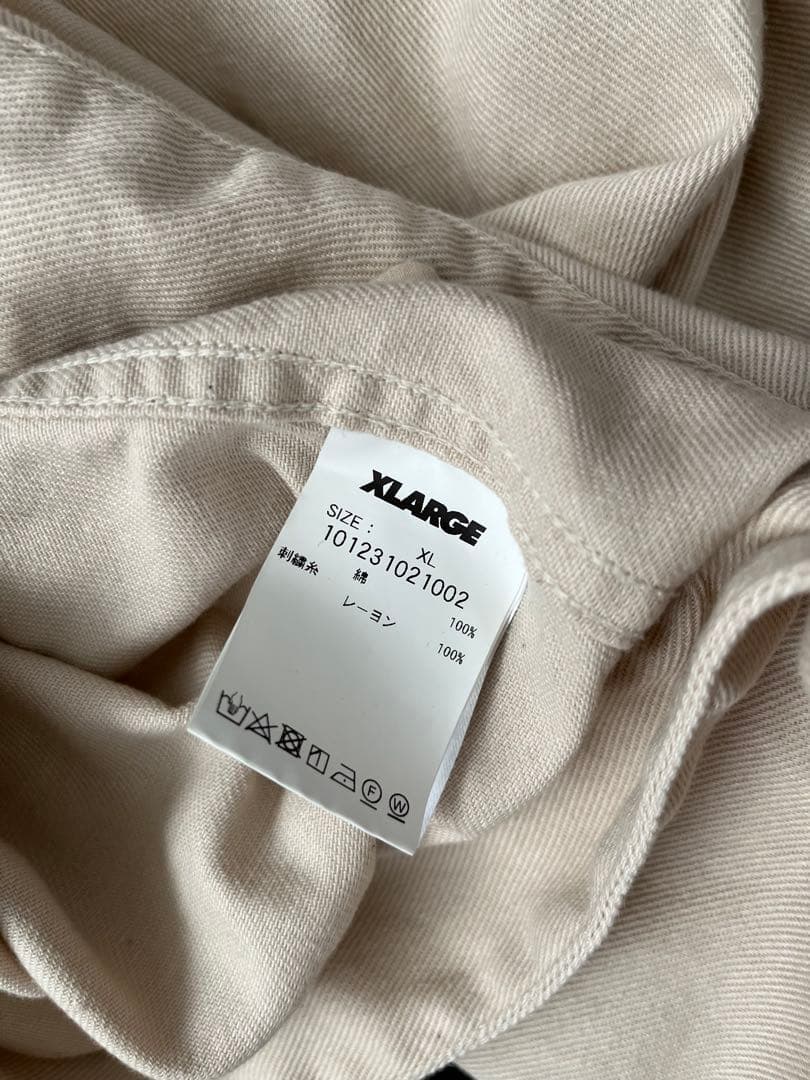 XLARGE
SIZE : XL
101231021002
綿 100%
刺繍糸 レーヨン 100%
F W